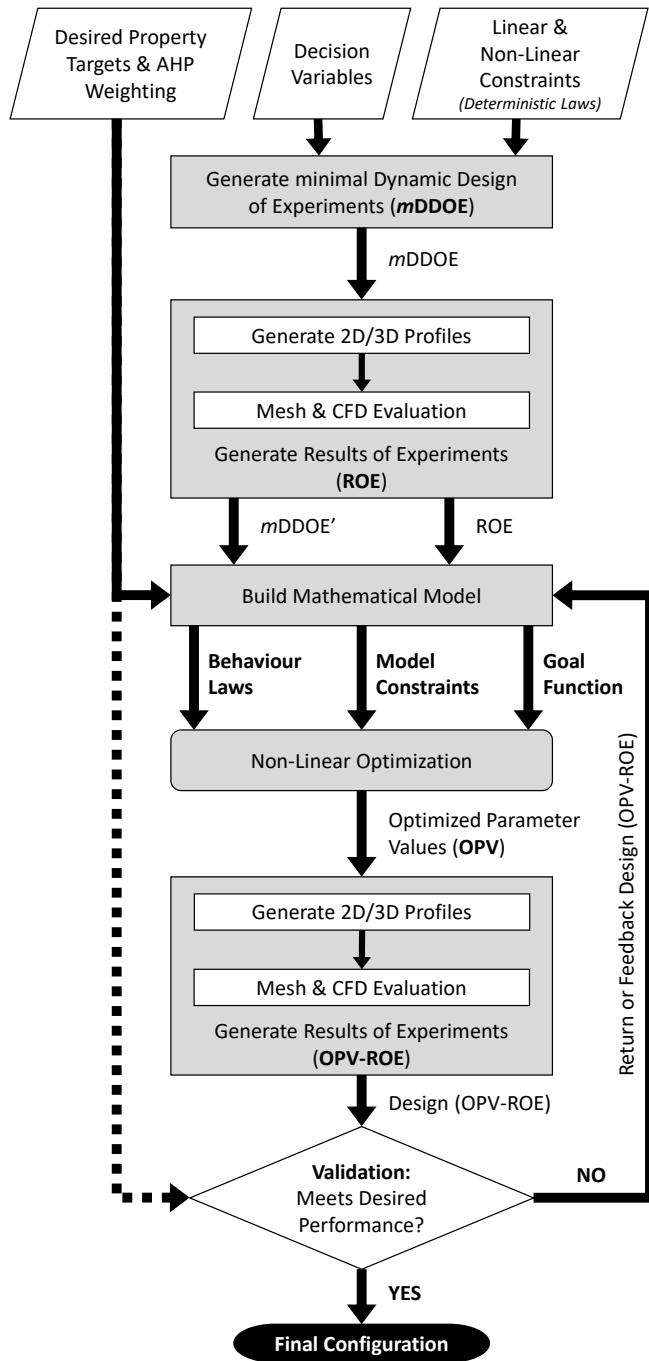 Desired Property
Targets & AHP
Weighting
Decision
Variables
Linear &
Non-Linear
Constraints
(Deterministic Laws)
Generate minimal Dynamic Design
of Experiments (mDDOE)
mDDOE
Generate 2D/3D Profiles
Mesh & CFD Evaluation
Generate Results of Experiments
(ROE)
mDDOE’
ROE
Build Mathematical Model
Behaviour
Laws
Model
Constraints
Goal
Function
Non-Linear Optimization
Optimized Parameter
Values (OPV)
Generate 2D/3D Profiles
Mesh & CFD Evaluation
Generate Results of Experiments
(OPV-ROE)
Design (OPV-ROE)
Return or Feedback Design (OPV-ROE)
Validation:
Meets Desired
Performance?
NO
YES
Final Configuration